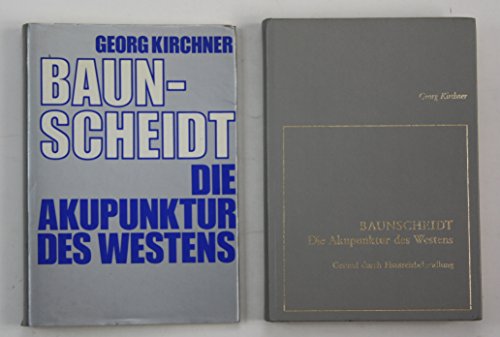 GEORG KIRCHNER
BAUN-
SCHEIDT
DIE
AKUPUNKTUR
DES WESTENS
Georg Kirchner
BAUNSCHEIDT
Die Akupunktur des Westens
Gesund durch Hautreizbehandlung